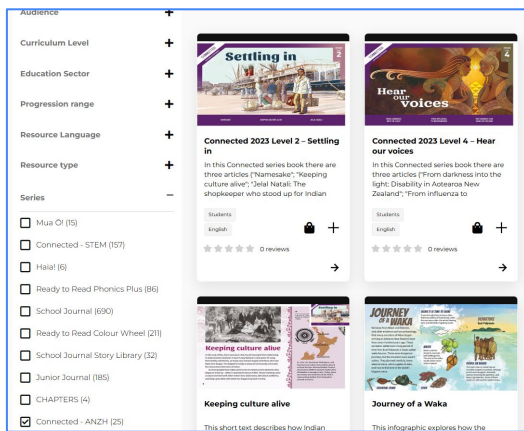 Audience +
Curriculum Level +
Education Sector +
Progression range +
Resource Language +
Resource type +
Series −
Mua Ō! (15)
Connected - STEM (157)
Haia! (6)
Ready to Read Phonics Plus (86)
School Journal (690)
Ready to Read Colour Wheel (211)
School Journal Story Library (32)
Junior Journal (185)
CHAPTERS (4)
Connected - ANZH (25)
Settling in
2
Connected 2023 Level 2 – Settling
in
In this Connected series book there are
three articles ("Namesake"; "Keeping
culture alive"; "Jelal Natali: The
shopkeeper who stood up for Indian
Students
English
0 reviews
Hear
our
voices
4
Connected 2023 Level 4 – Hear
our voices
In this Connected series book there are
three articles ("From darkness into the
light: Disability in Aotearoa New
Zealand"; "From influenza to
Students
English
0 reviews
Keeping culture alive
Settling in
Keeping culture alive
This short text describes how Indian
JOURNEY
OF A WAKA
Journey of a Waka
This infographic explores how the